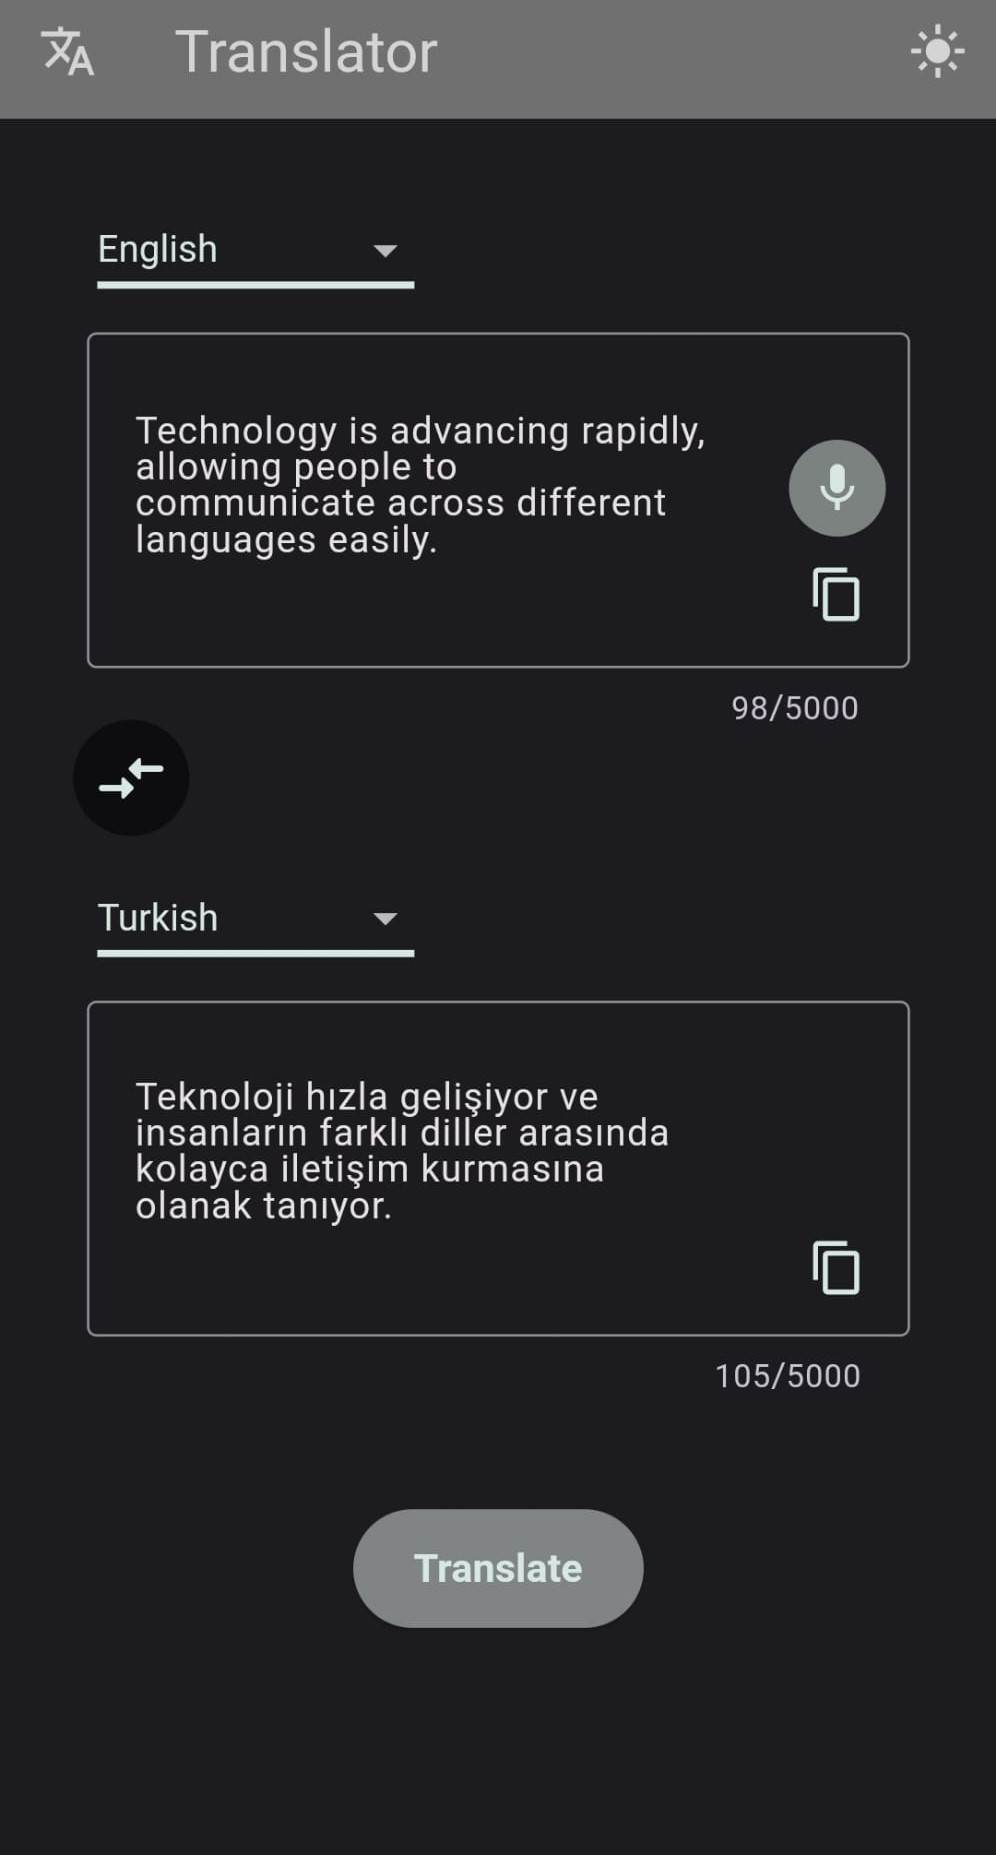 Translator
English
Technology is advancing rapidly,
allowing people to
communicate across different
languages easily.
98/5000
Turkish
Teknoloji hızla gelişiyor ve
insanların farklı diller arasında
kolayca iletişim kurmasına
olanak tanıyor.
105/5000
Translate